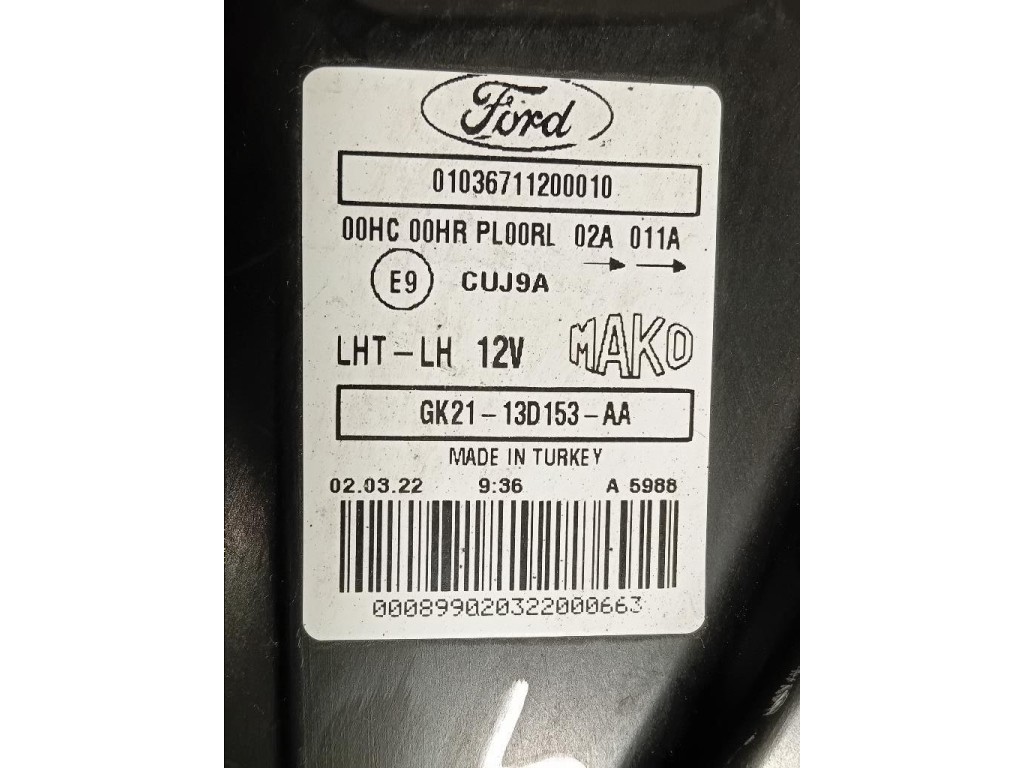 Ford
01036711200010
00HC 00HR PL00RL 02A 011A
E9 CUJ9A
LHT-LH 12V MAKO
GK21-13D153-AA
MADE IN TURKEY
02.03.22 9:36 A 5988
000899020322000663